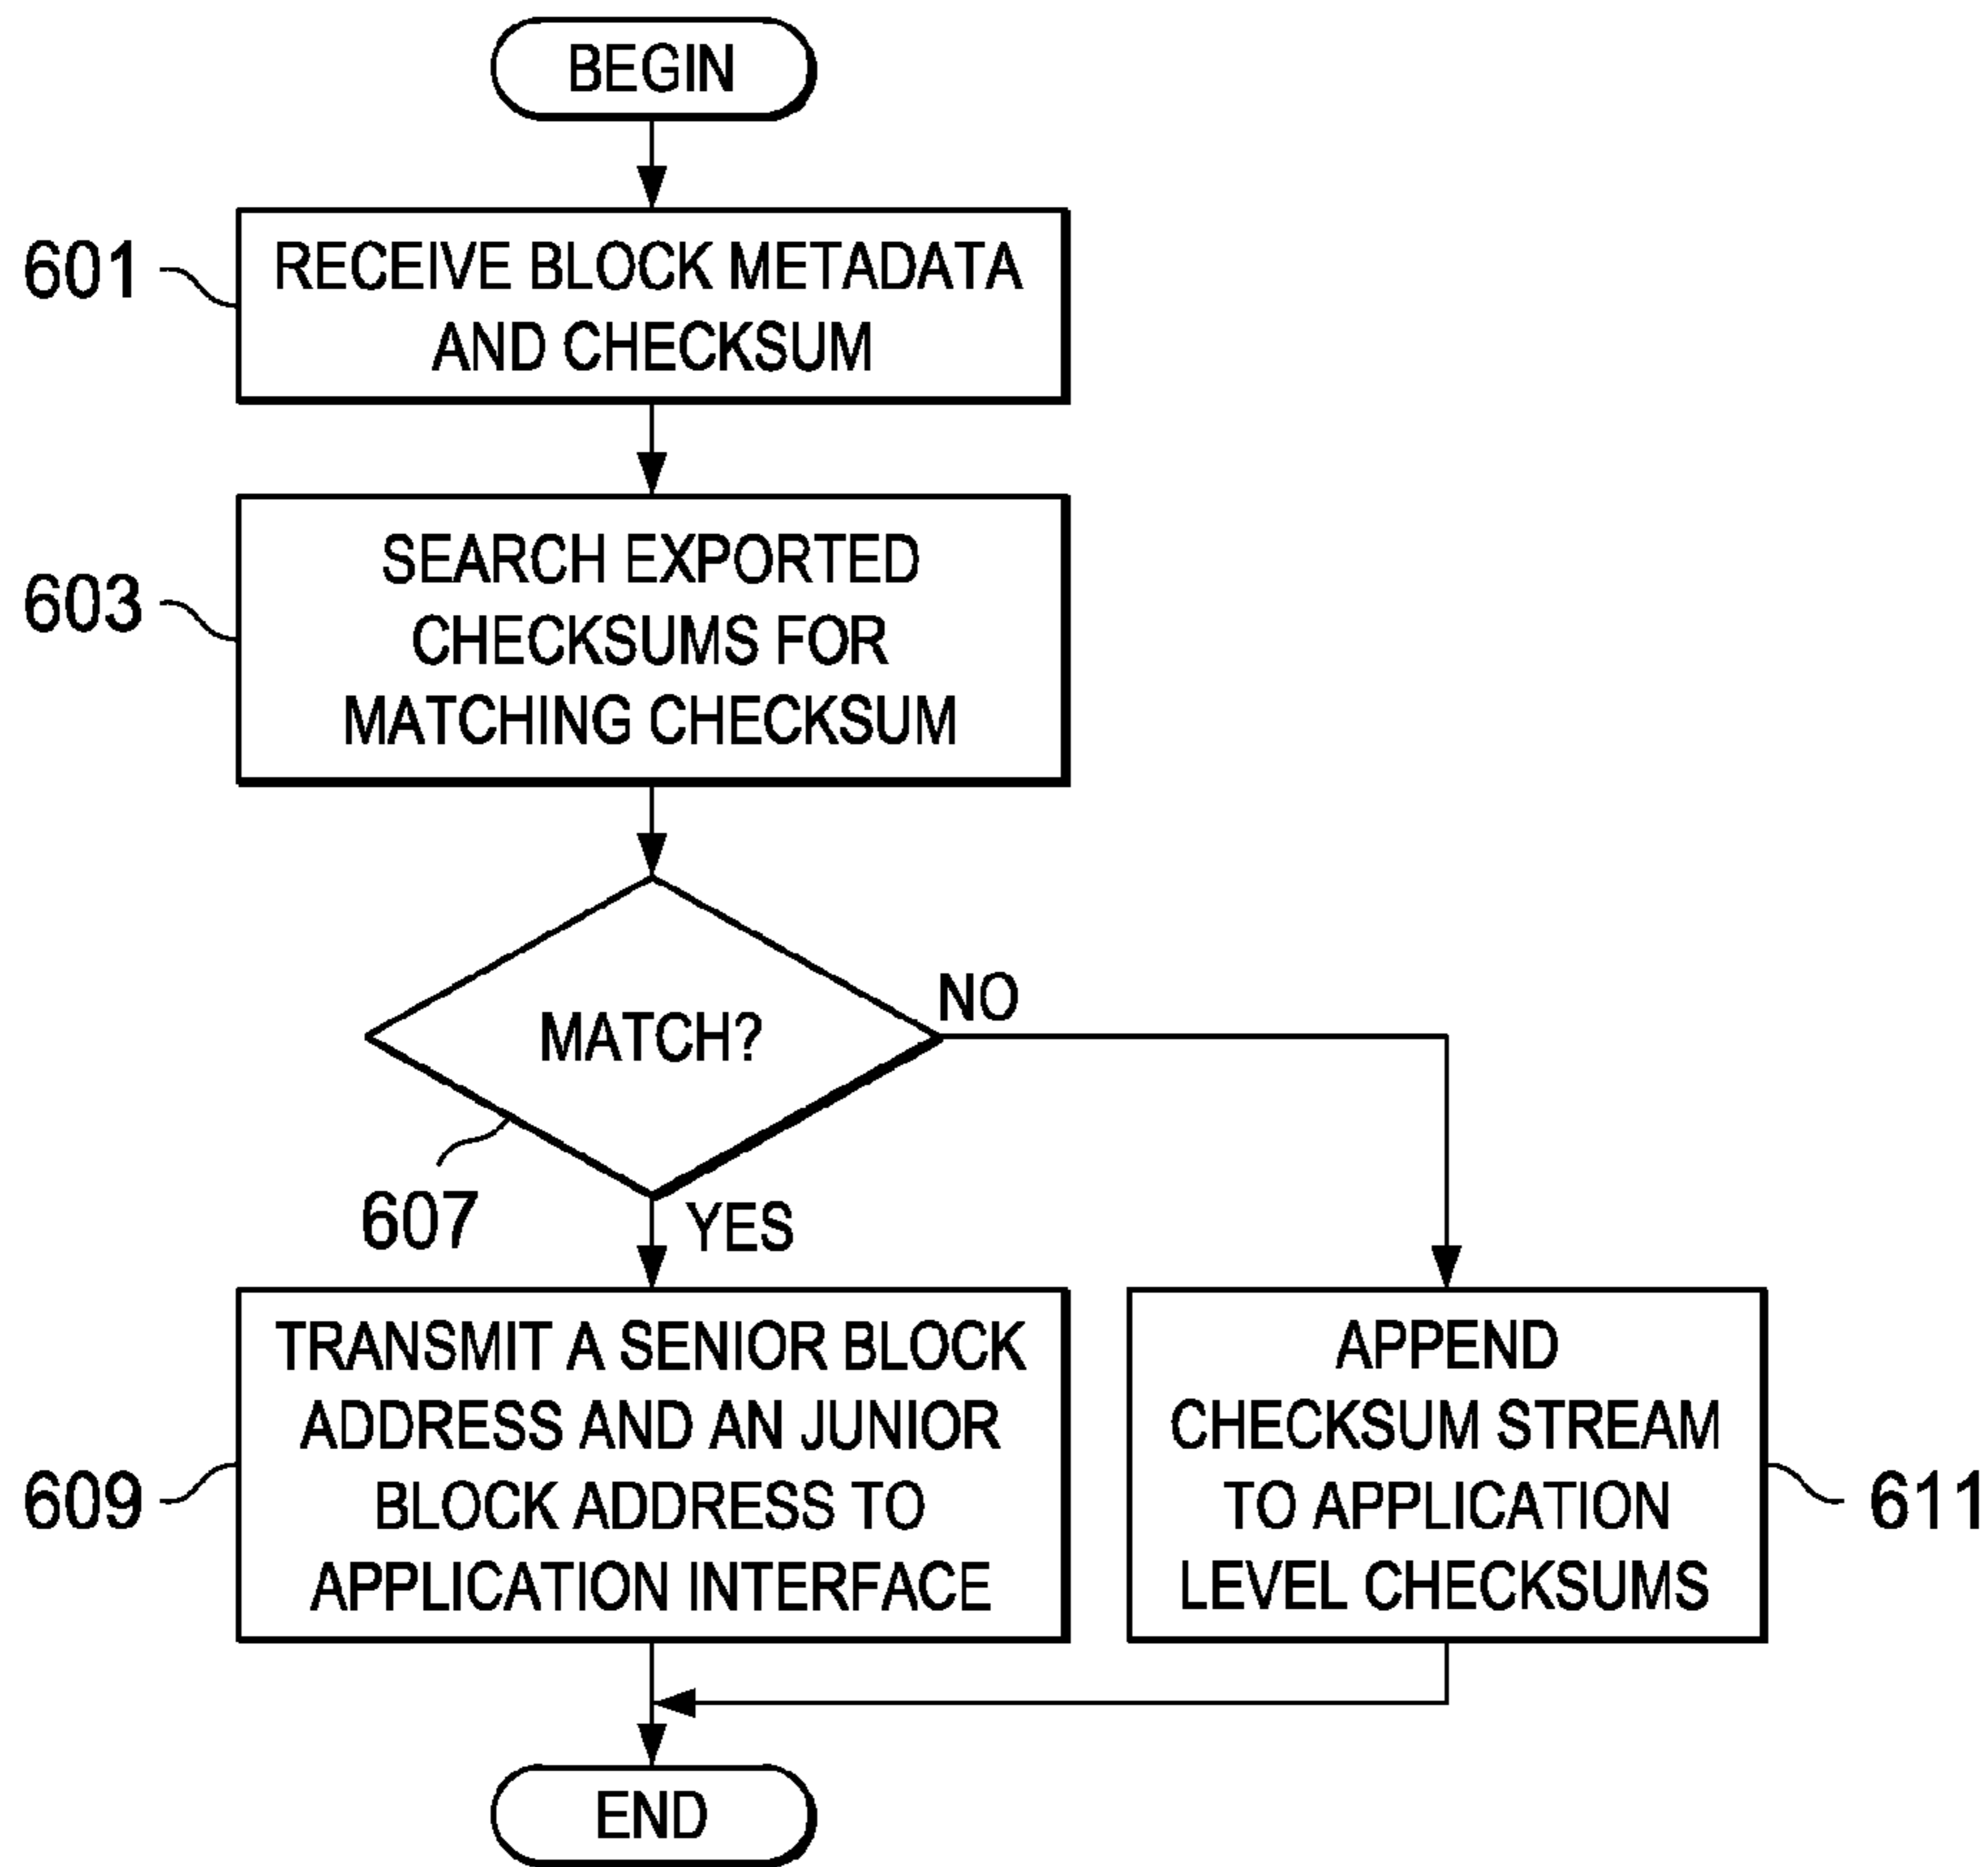 BEGIN
601
RECEIVE BLOCK METADATA
AND CHECKSUM
603
SEARCH EXPORTED
CHECKSUMS FOR
MATCHING CHECKSUM
MATCH?
NO
607
YES
609
TRANSMIT A SENIOR BLOCK
ADDRESS AND AN JUNIOR
BLOCK ADDRESS TO
APPLICATION INTERFACE
APPEND
CHECKSUM STREAM
TO APPLICATION
LEVEL CHECKSUMS
611
END